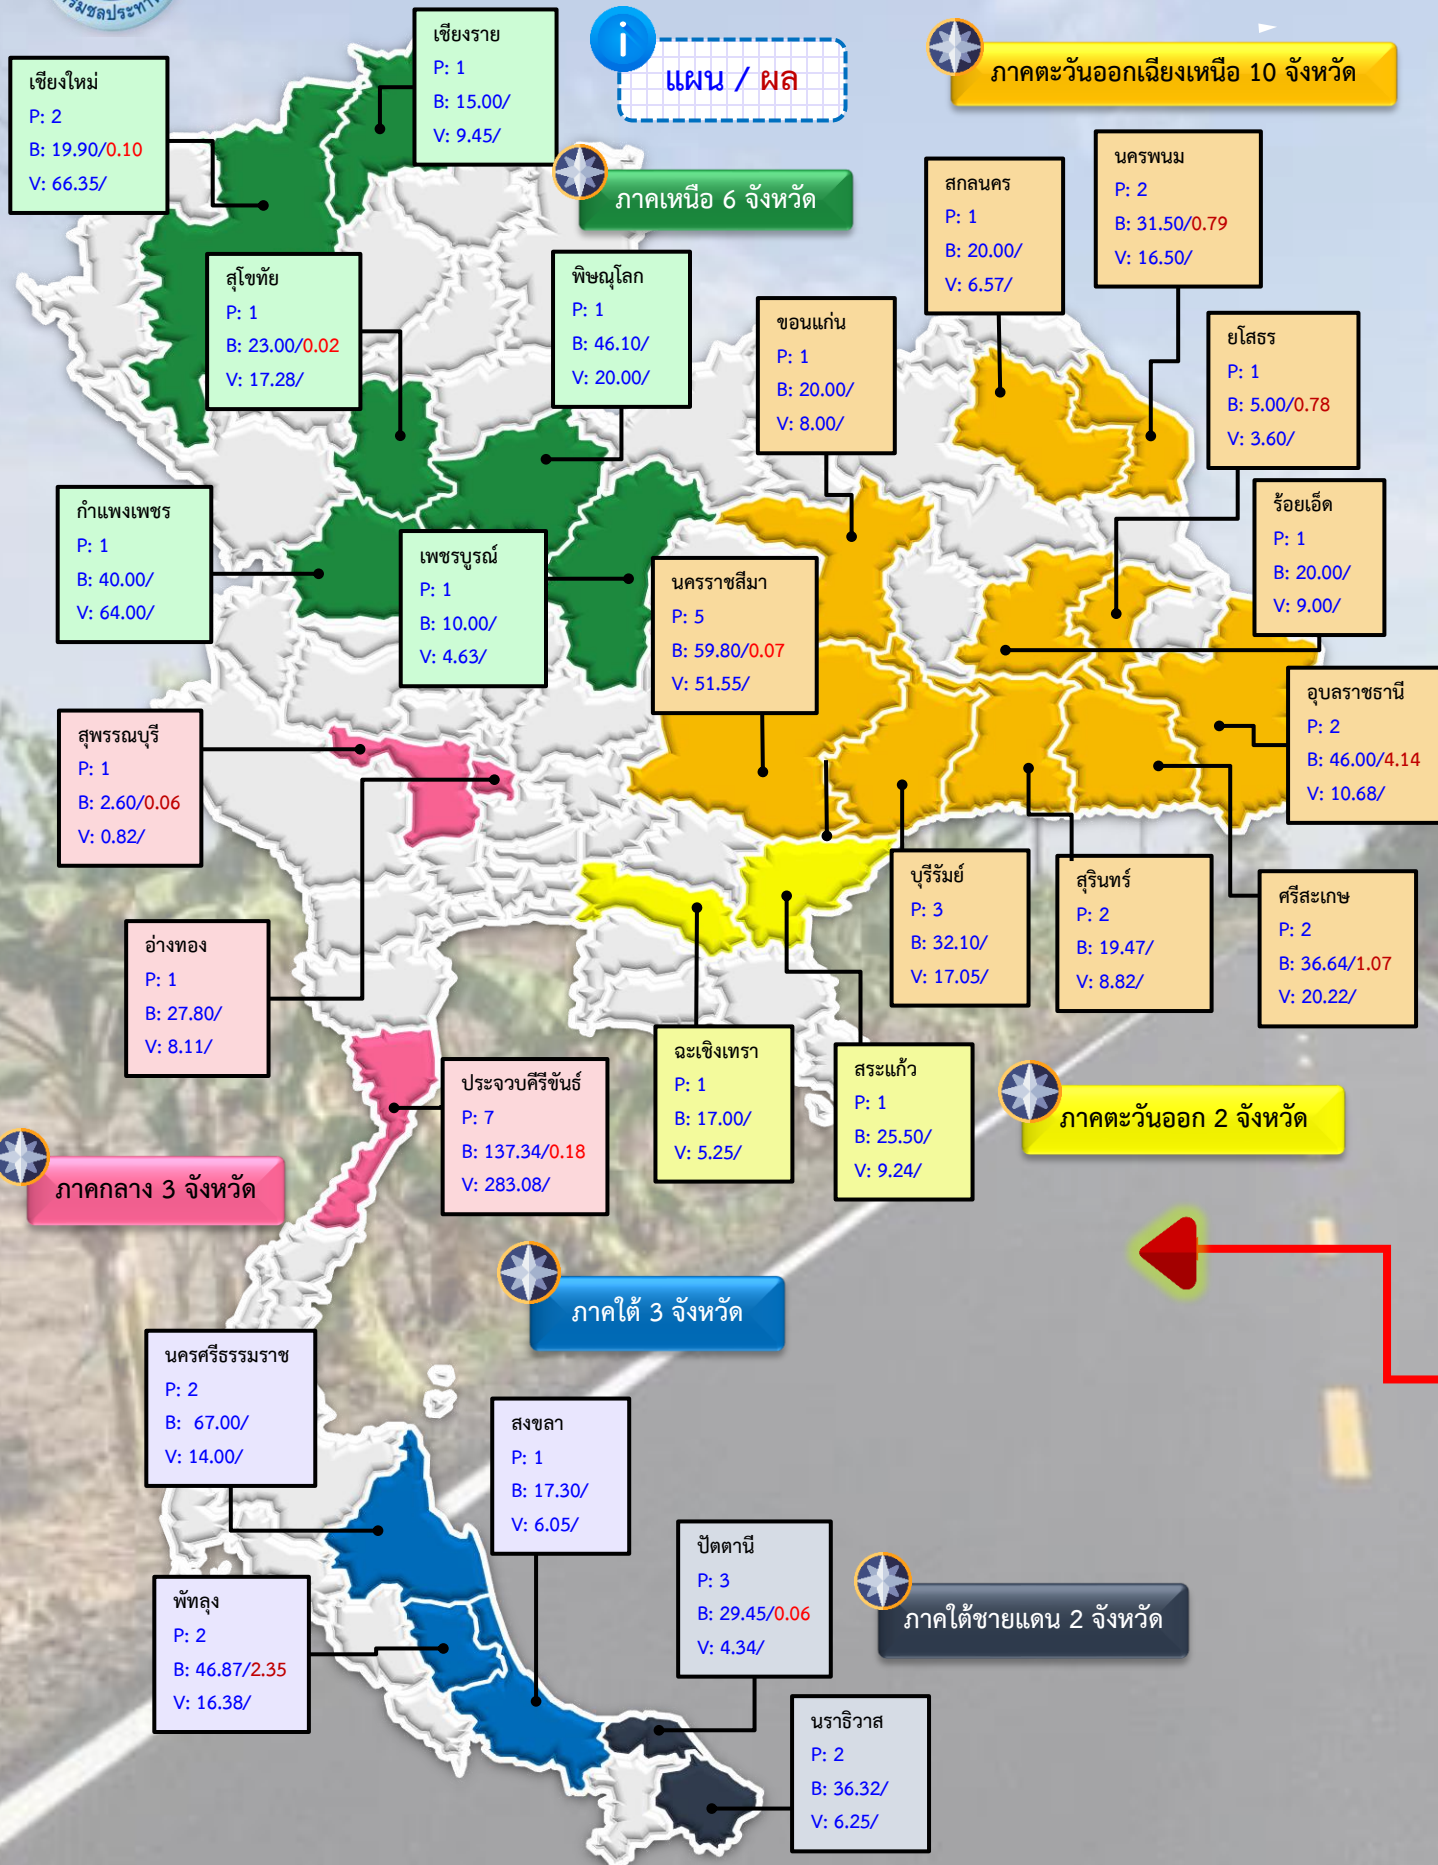 กรมชลประทาน
เชียงราย
P: 1
B: 15.00/
V: 9.45/
แผน / ผล
ภาคตะวันออกเฉียงเหนือ 10 จังหวัด
เชียงใหม่
P: 2
B: 19.90/0.10
V: 66.35/
ภาคเหนือ 6 จังหวัด
สกลนคร
P: 1
B: 20.00/
V: 6.57/
นครพนม
P: 2
B: 31.50/0.79
V: 16.50/
สุโขทัย
P: 1
B: 23.00/0.02
V: 17.28/
พิษณุโลก
P: 1
B: 46.10/
V: 20.00/
ขอนแก่น
P: 1
B: 20.00/
V: 8.00/
ยโสธร
P: 1
B: 5.00/0.78
V: 3.60/
กำแพงเพชร
P: 1
B: 40.00/
V: 64.00/
เพชรบูรณ์
P: 1
B: 10.00/
V: 4.63/
นครราชสีมา
P: 5
B: 59.80/0.07
V: 51.55/
ร้อยเอ็ด
P: 1
B: 20.00/
V: 9.00/
สุพรรณบุรี
P: 1
B: 2.60/0.06
V: 0.82/
อุบลราชธานี
P: 2
B: 46.00/4.14
V: 10.68/
อ่างทอง
P: 1
B: 27.80/
V: 8.11/
บุรีรัมย์
P: 3
B: 32.10/
V: 17.05/
สุรินทร์
P: 2
B: 19.47/
V: 8.82/
ศรีสะเกษ
P: 2
B: 36.64/1.07
V: 20.22/
ประจวบคีรีขันธ์
P: 7
B: 137.34/0.18
V: 283.08/
ฉะเชิงเทรา
P: 1
B: 17.00/
V: 5.25/
สระแก้ว
P: 1
B: 25.50/
V: 9.24/
ภาคตะวันออก 2 จังหวัด
ภาคกลาง 3 จังหวัด
ภาคใต้ 3 จังหวัด
นครศรีธรรมราช
P: 2
B: 67.00/
V: 14.00/
สงขลา
P: 1
B: 17.30/
V: 6.05/
ปัตตานี
P: 3
B: 29.45/0.06
V: 4.34/
ภาคใต้ชายแดน 2 จังหวัด
พัทลุง
P: 2
B: 46.87/2.35
V: 16.38/
นราธิวาส
P: 2
B: 36.32/
V: 6.25/